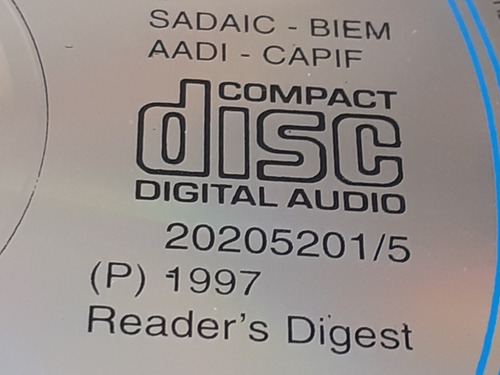 SADAIC - BIEM
AADI - CAPIF
COMPACT
disc
DIGITAL AUDIO
20205201/5
(P) 1997
Reader's Digest